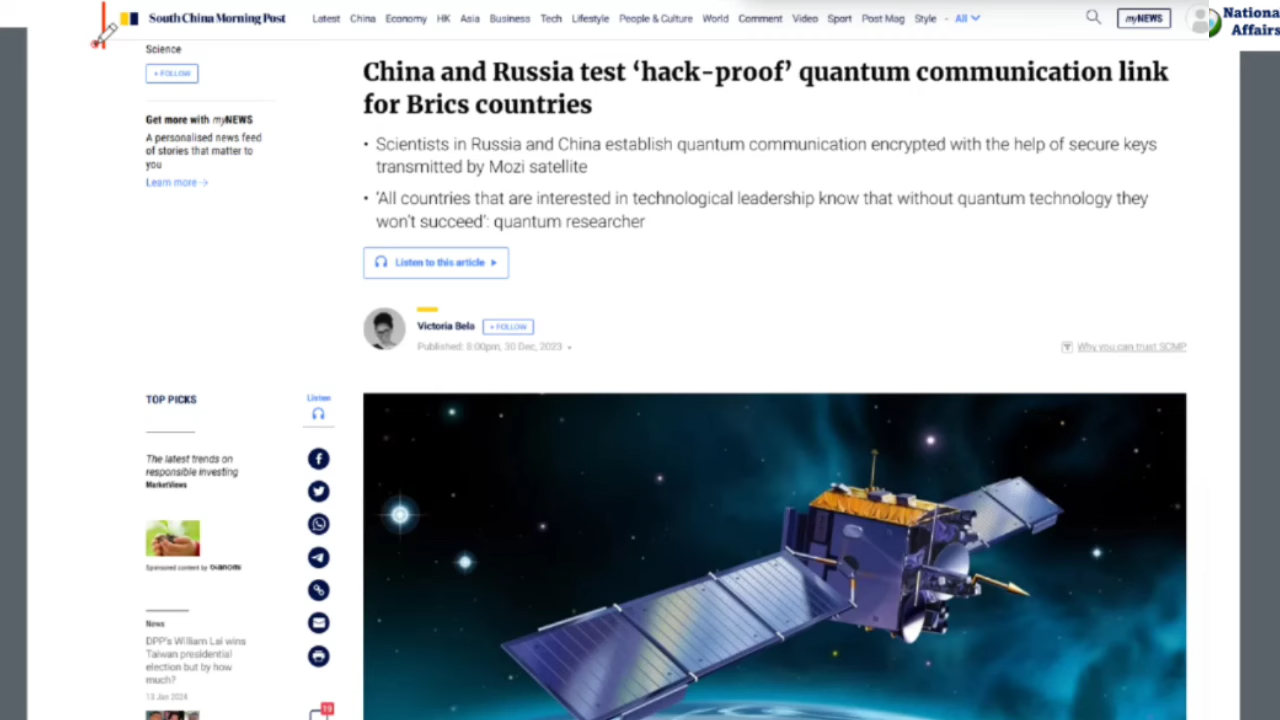 South China Morning Post
Latest China Economy HK Asia Business Tech Lifestyle People & Culture World Comment Video Sport Post Mag Style - All
myNEWS
Nationa
Affairs
Science
+ FOLLOW
Get more with myNEWS
A personalised news feed
of stories that matter to
you
Learn more
China and Russia test ‘hack-proof’ quantum communication link
for Brics countries
• Scientists in Russia and China establish quantum communication encrypted with the help of secure keys
transmitted by Mozi satellite
• ‘All countries that are interested in technological leadership know that without quantum technology they
won’t succeed’: quantum researcher
Listen to this article
Victoria Bela
+ FOLLOW
Published: 8:00pm, 30 Dec, 2023
Why you can trust SCMP
TOP PICKS
The latest trends on
responsible investing
MarketViews
Sponsored content by DIANOMI
News
DPP's William Lai wins
Taiwan presidential
election but by how
much?
13 Jan 2024
Listen
19